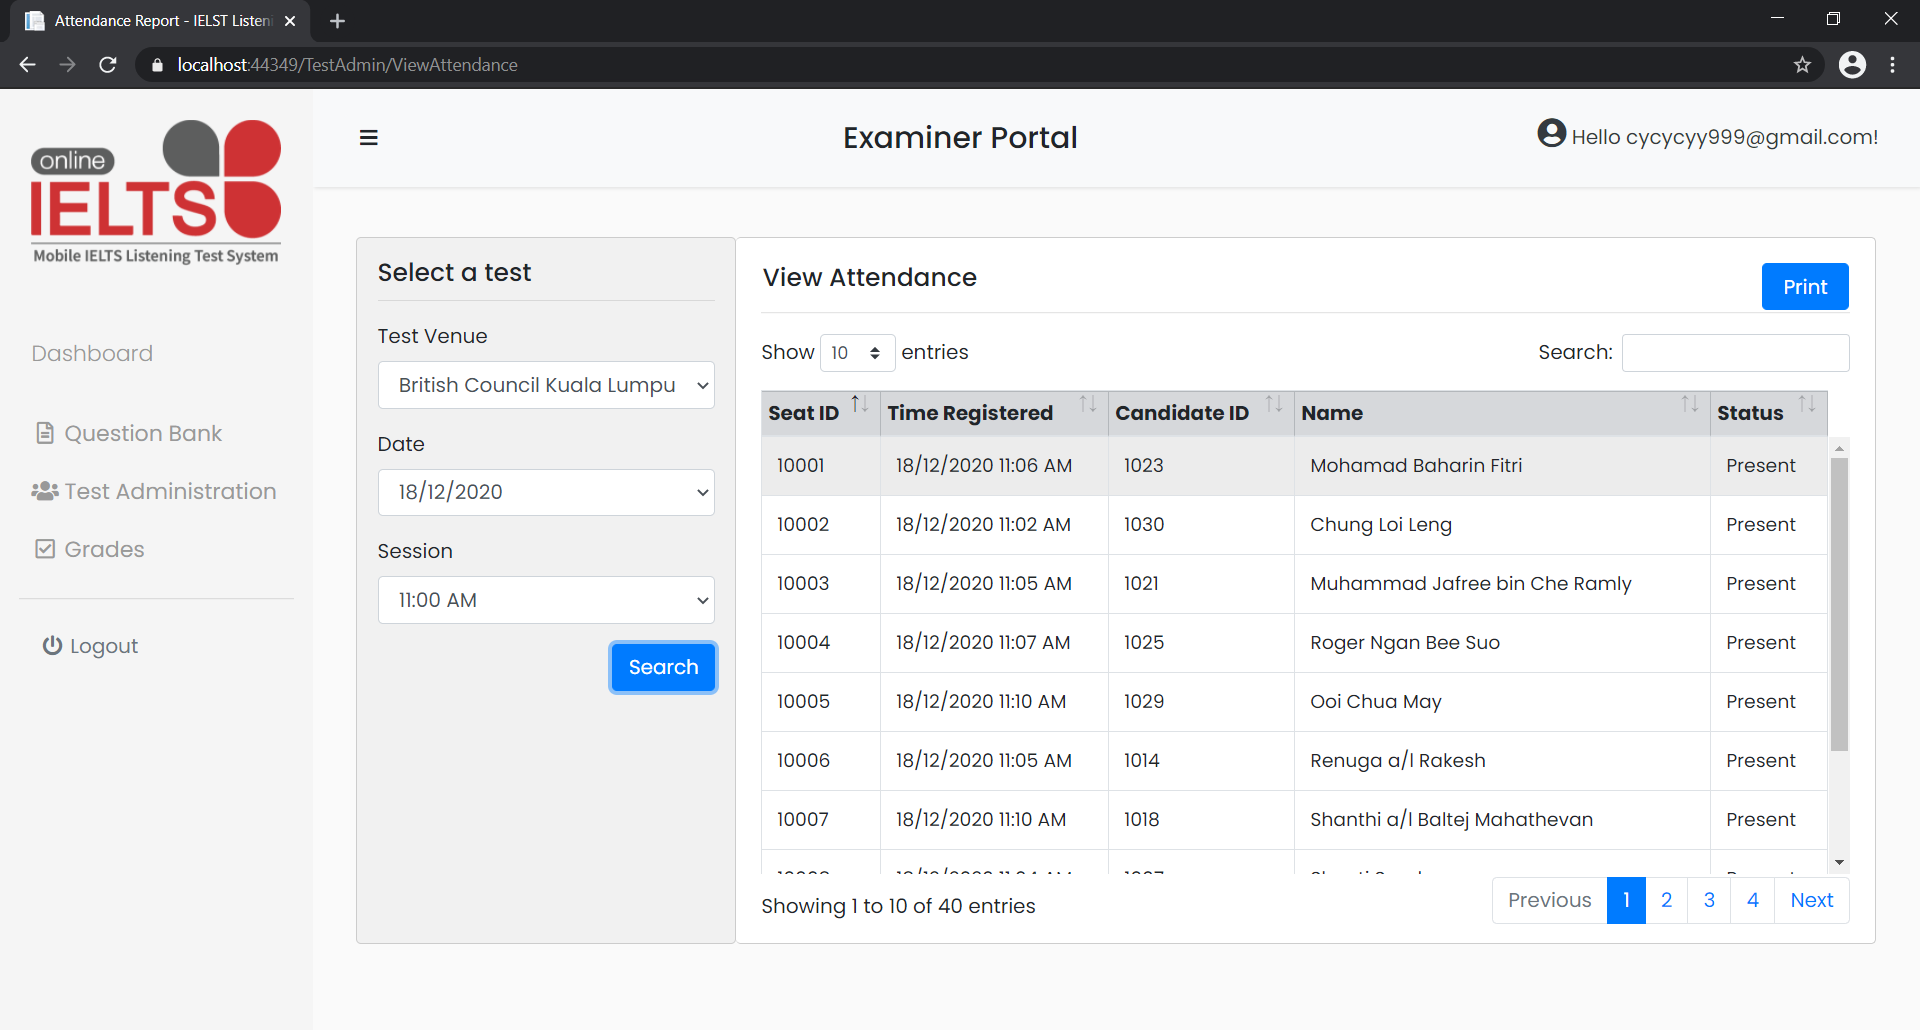 Attendance Report - IELST Listeni
localhost:44349/TestAdmin/ViewAttendance
online
IELTS
Mobile IELTS Listening Test System
Examiner Portal
Hello cycycyy999@gmail.com!
Dashboard
Question Bank
Test Administration
Grades
Logout
Select a test
Test Venue
British Council Kuala Lumpu
Date
18/12/2020
Session
11:00 AM
Search
View Attendance
Print
Show 10 entries
Search:
Seat ID Time Registered Candidate ID Name Status
10001 18/12/2020 11:06 AM 1023 Mohamad Baharin Fitri Present
10002 18/12/2020 11:02 AM 1030 Chung Loi Leng Present
10003 18/12/2020 11:05 AM 1021 Muhammad Jafree bin Che Ramly Present
10004 18/12/2020 11:07 AM 1025 Roger Ngan Bee Suo Present
10005 18/12/2020 11:10 AM 1029 Ooi Chua May Present
10006 18/12/2020 11:05 AM 1014 Renuga a/l Rakesh Present
10007 18/12/2020 11:10 AM 1018 Shanthi a/l Baltej Mahathevan Present
Showing 1 to 10 of 40 entries
Previous 1 2 3 4 Next